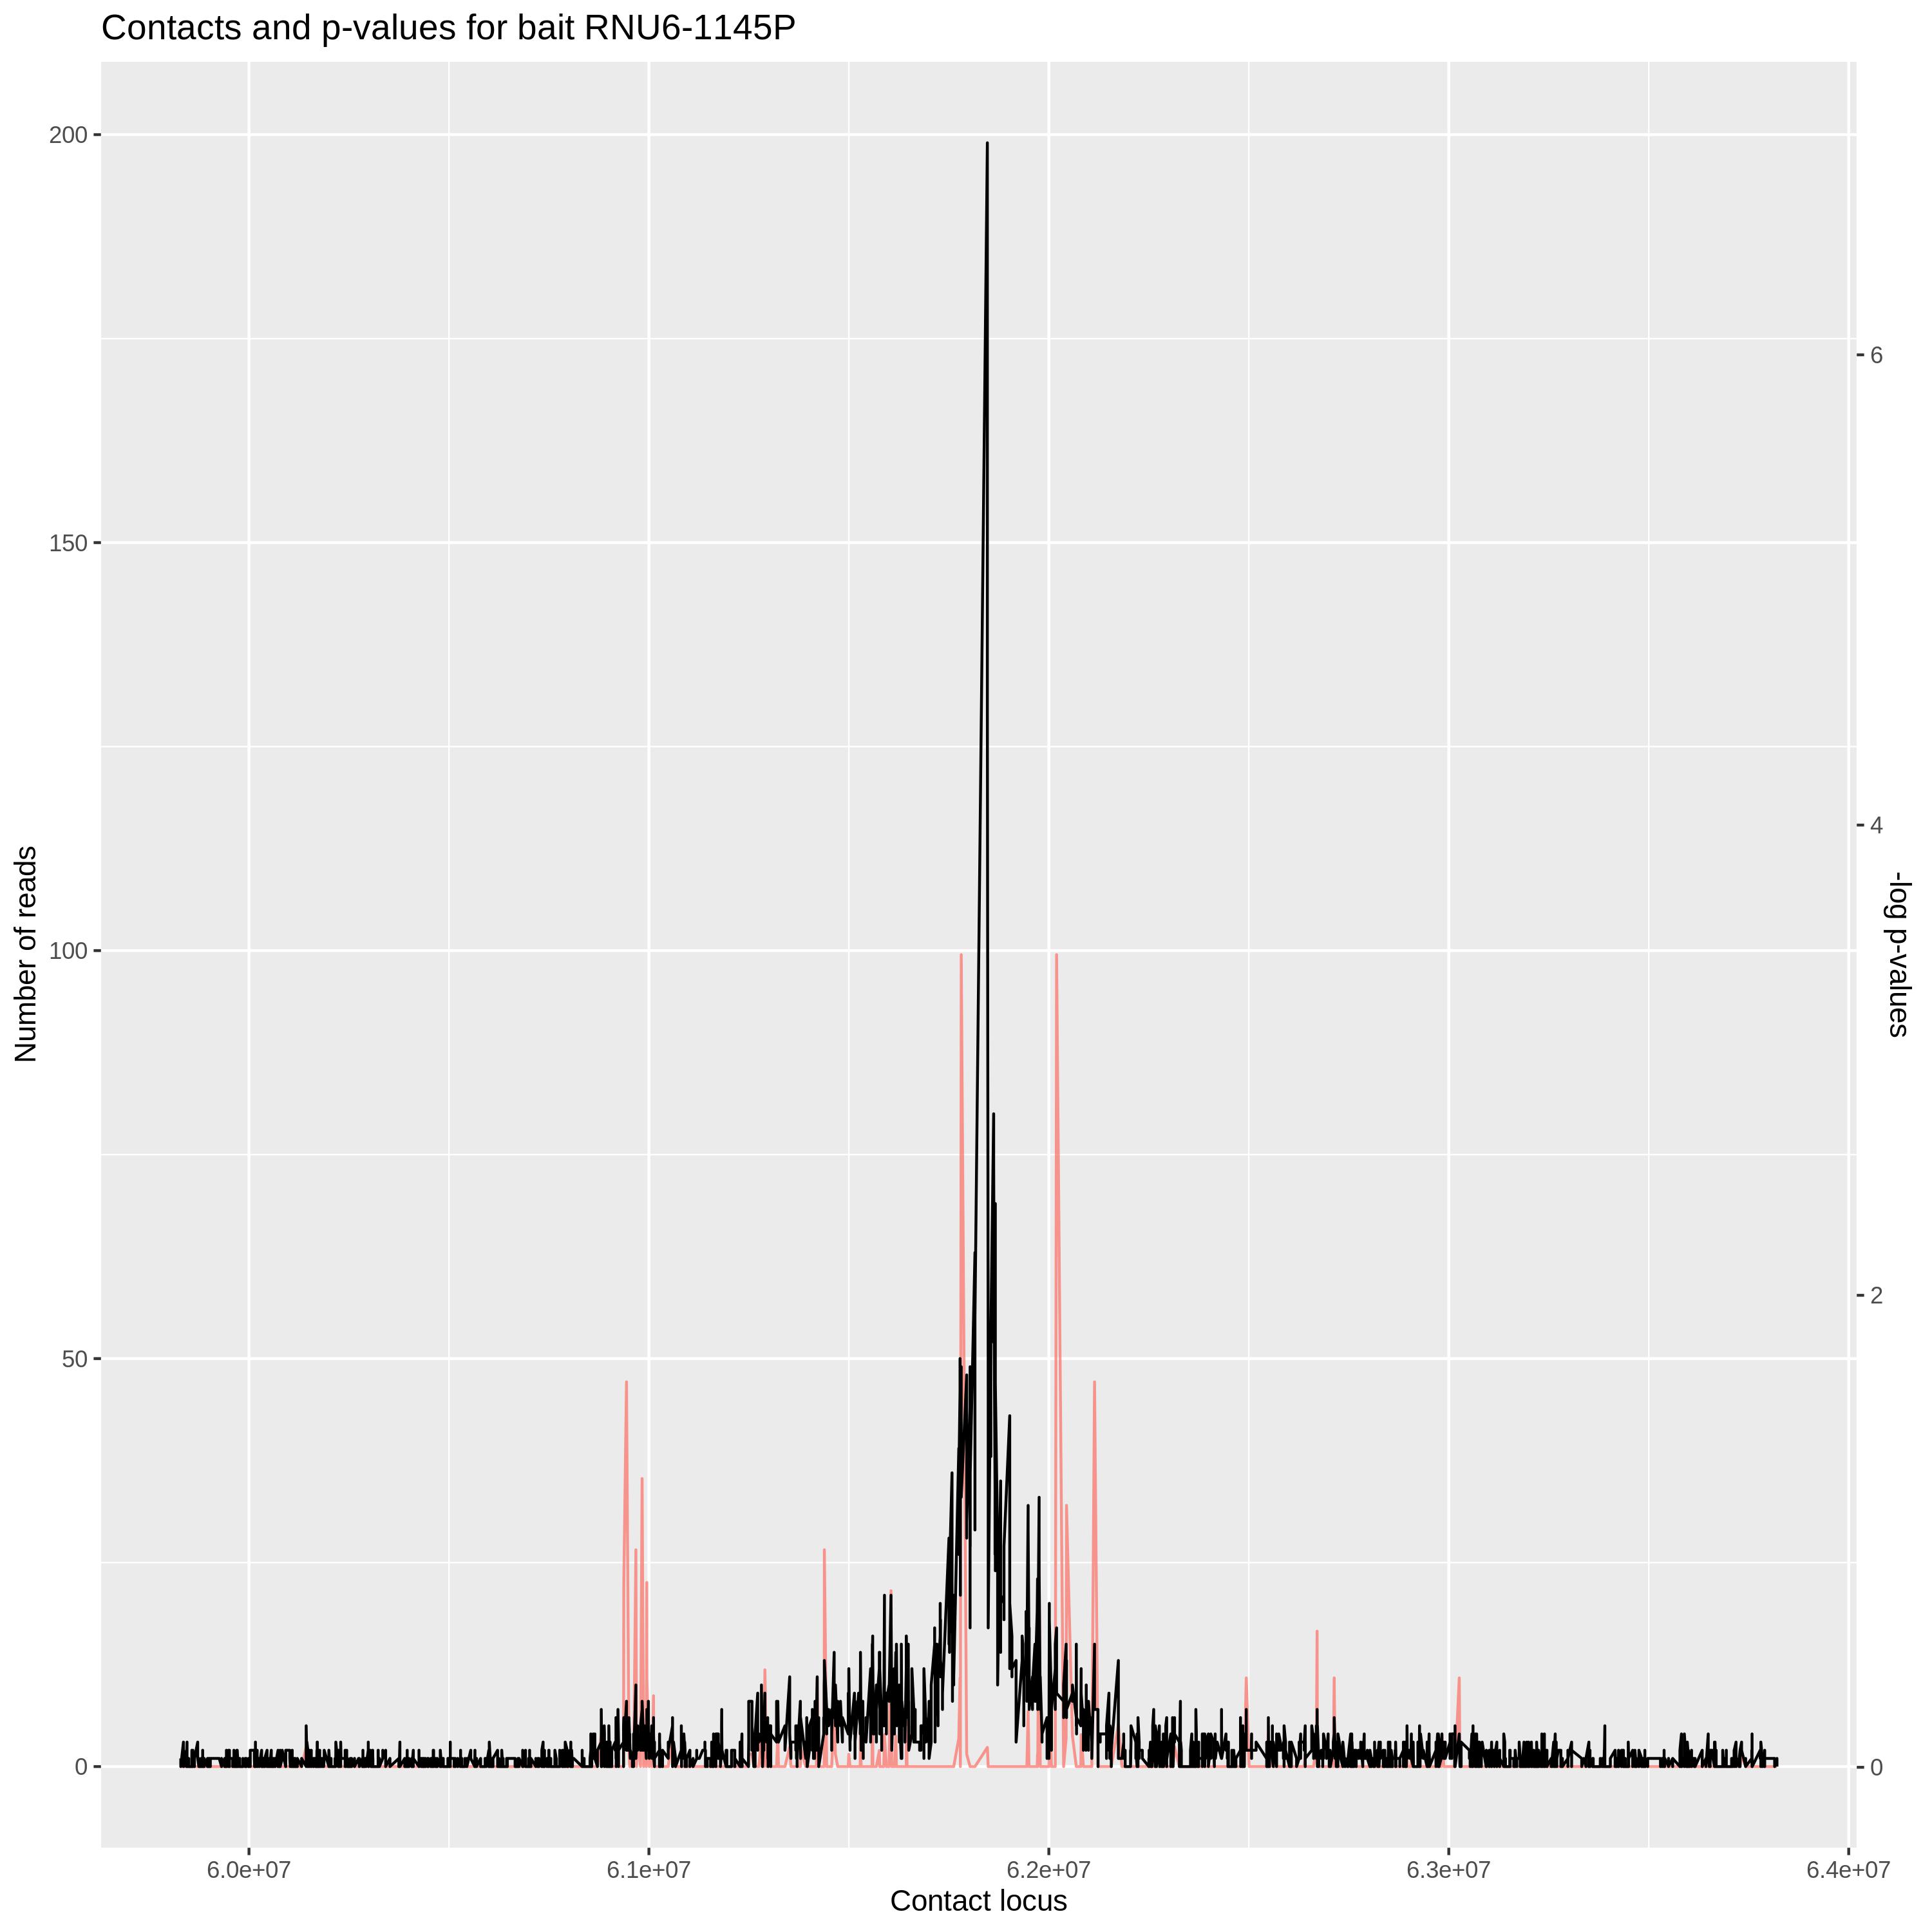 Contacts and p-values for bait RNU6-1145P
200
150
100
50
0
Number of reads
6
4
2
0
-log p-values
6.0e+07
6.1e+07
6.2e+07
6.3e+07
6.4e+07
Contact locus